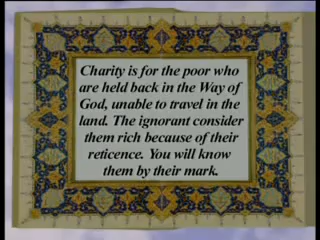 Charity is for the poor who
are held back in the Way of
God, unable to travel in the
land. The ignorant consider
them rich because of their
reticence. You will know
them by their mark.